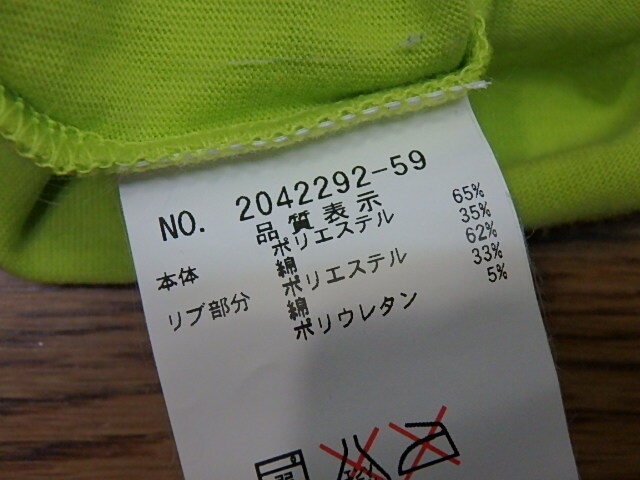 NO. 2042292-59
品質表示
本体 ポリエステル 65%
綿 35%
リブ部分 ポリエステル 62%
綿 33%
ポリウレタン 5%